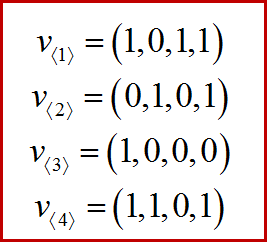 v⟨1⟩ = (1,0,1,1)
v⟨2⟩ = (0,1,0,1)
v⟨3⟩ = (1,0,0,0)
v⟨4⟩ = (1,1,0,1)